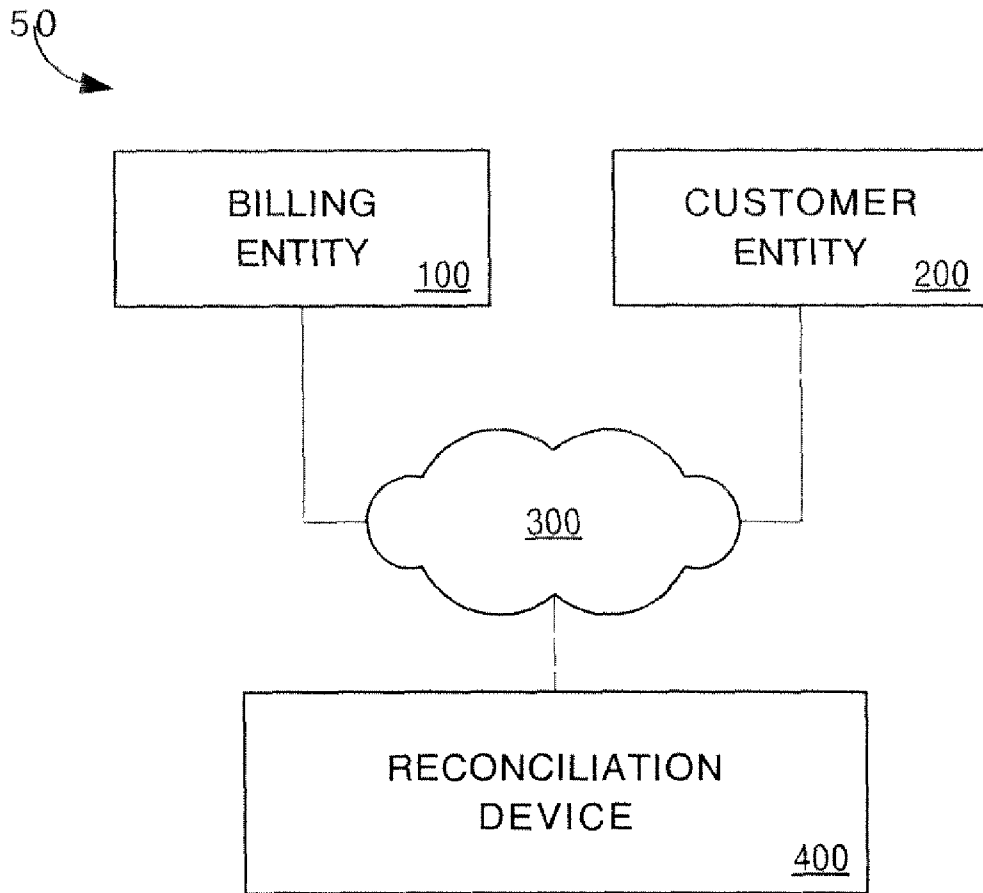 50
BILLING
ENTITY
100
CUSTOMER
ENTITY
200
300
RECONCILIATION
DEVICE
400